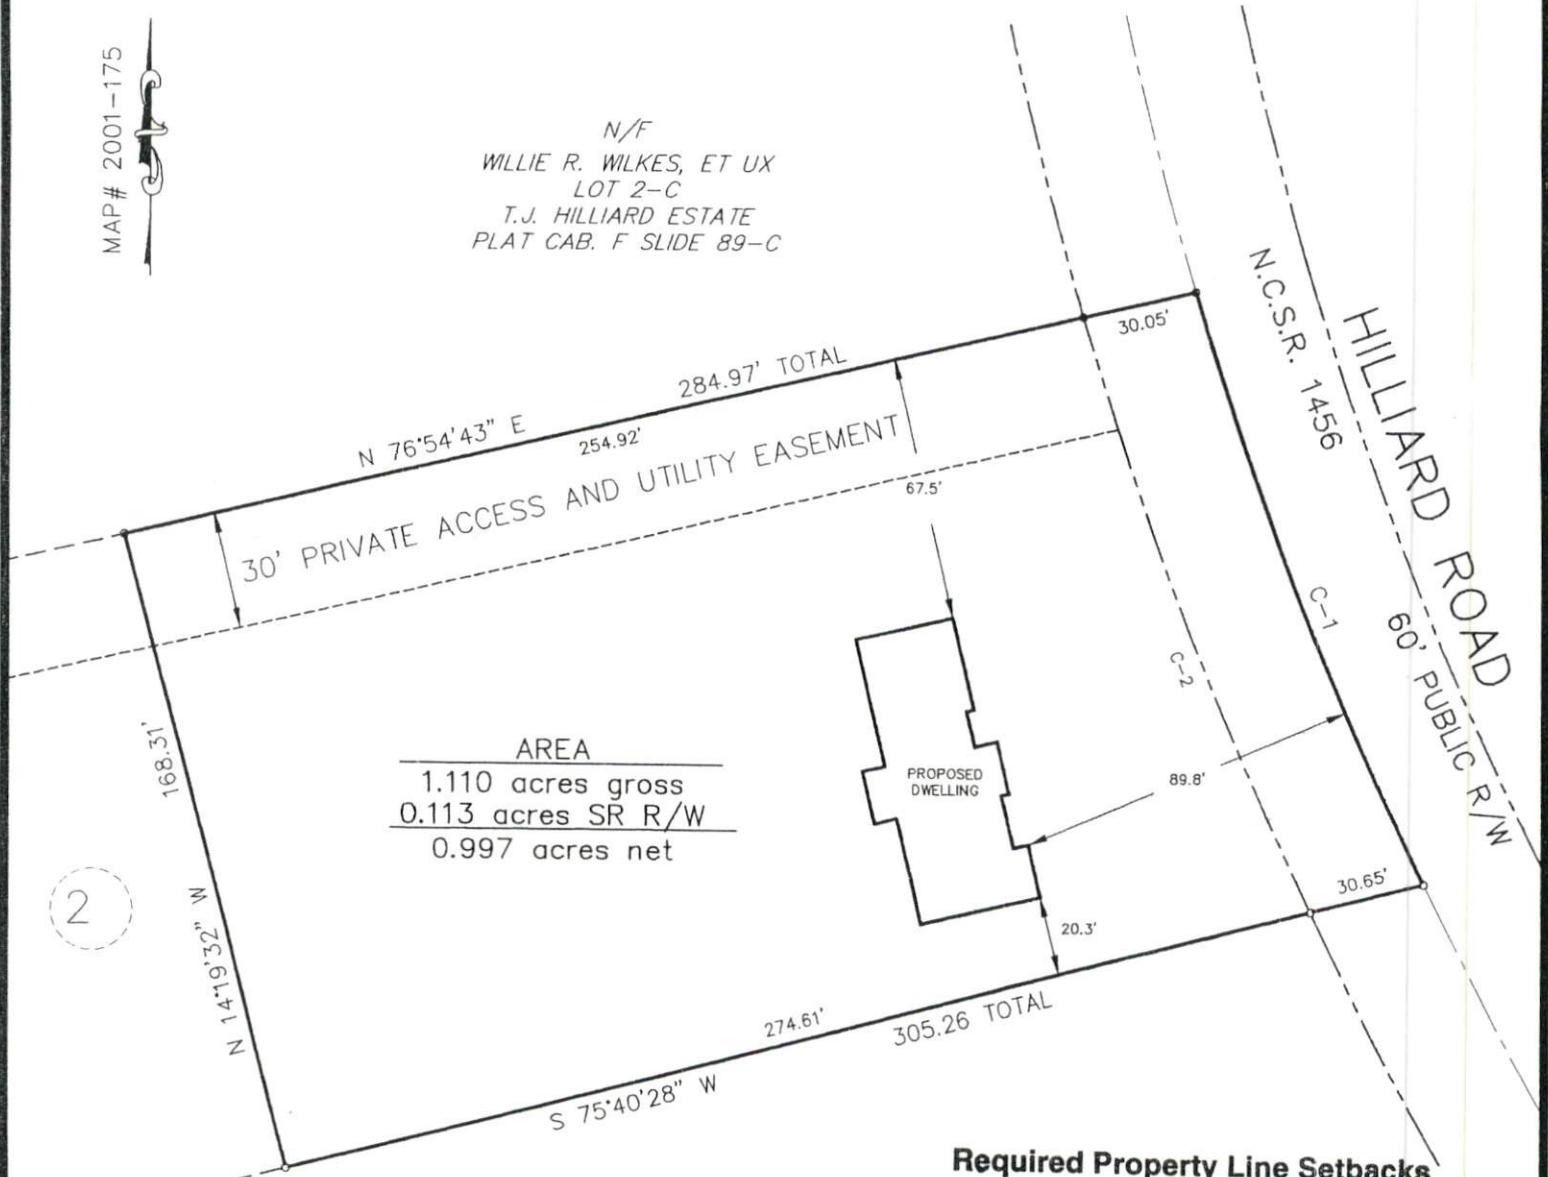 MAP# 2001-175
N/F
WILLIE R. WILKES, ET UX
LOT 2-C
T.J. HILLIARD ESTATE
PLAT CAB. F SLIDE 89-C
N.C.S.R. 1456
HILLIARD ROAD
60' PUBLIC R/W
30.05'
284.97' TOTAL
N 76°54'43" E
254.92'
30' PRIVATE ACCESS AND UTILITY EASEMENT
67.5'
C-1
C-2
168.31'
N 14°19'32" W
AREA
1.110 acres gross
0.113 acres SR R/W
0.997 acres net
PROPOSED
DWELLING
89.8'
2
30.65'
20.3'
274.61'
305.26 TOTAL
S 75°40'28" W
Required Property Line Setbacks